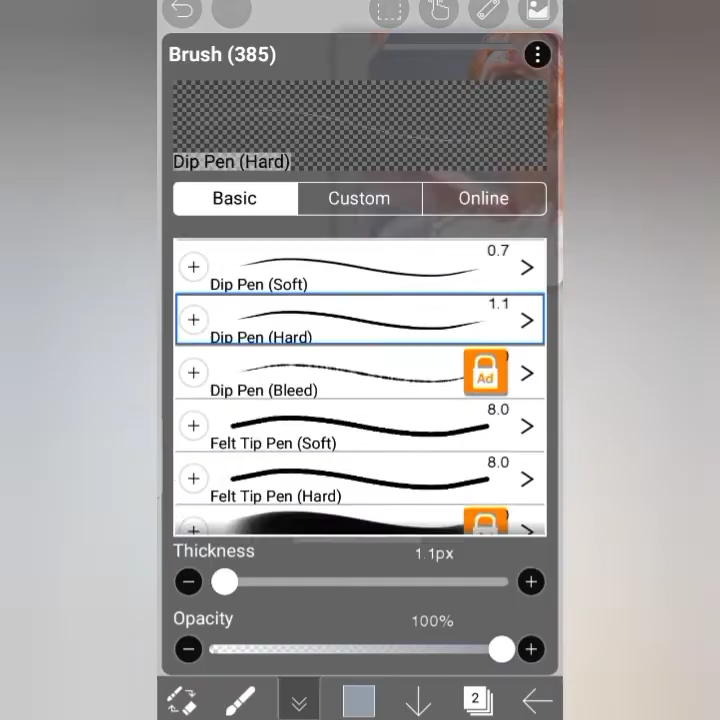 Brush (385)
Dip Pen (Hard)
Basic Custom Online
0.7
Dip Pen (Soft)
1.1
Dip Pen (Hard)
Ad
Dip Pen (Bleed)
8.0
Felt Tip Pen (Soft)
8.0
Felt Tip Pen (Hard)
Thickness 1.1px
Opacity 100%
2